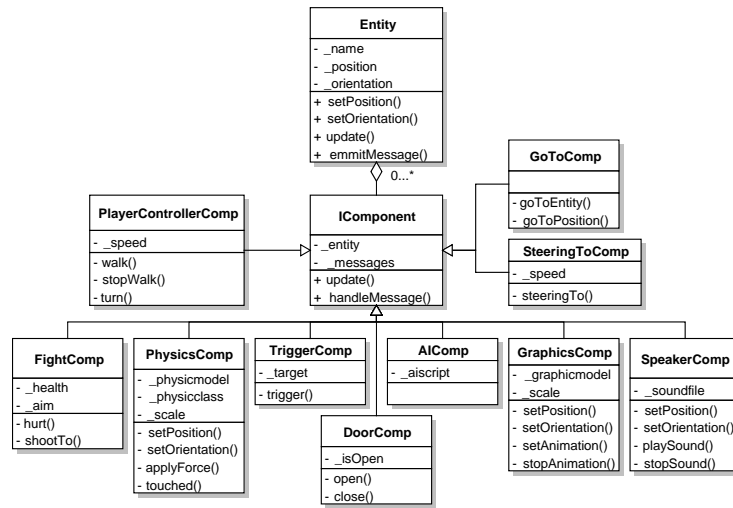 Entity
- _name
- _position
- _orientation
+ setPosition()
+ setOrientation()
+ update()
+ emmitMessage()
0...*
PlayerControllerComp
- _speed
- walk()
- stopWalk()
- turn()
IComponent
- _entity
- _messages
+ update()
+ handleMessage()
GoToComp
- goToEntity()
- goToPosition()
SteeringToComp
- _speed
- steeringTo()
FightComp
- _health
- _aim
- hurt()
- shootTo()
PhysicsComp
- _physicmodel
- _physicclass
- _scale
- setPosition()
- setOrientation()
- applyForce()
- touched()
TriggerComp
- _target
- trigger()
DoorComp
- _isOpen
- open()
- close()
AIComp
- _aiscript
GraphicsComp
- _graphicmodel
- _scale
- setPosition()
- setOrientation()
- setAnimation()
- stopAnimation()
SpeakerComp
- _soundfile
- setPosition()
- setOrientation()
- playSound()
- stopSound()